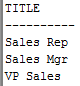 TITLE
----------
Sales Rep
Sales Mgr
VP Sales